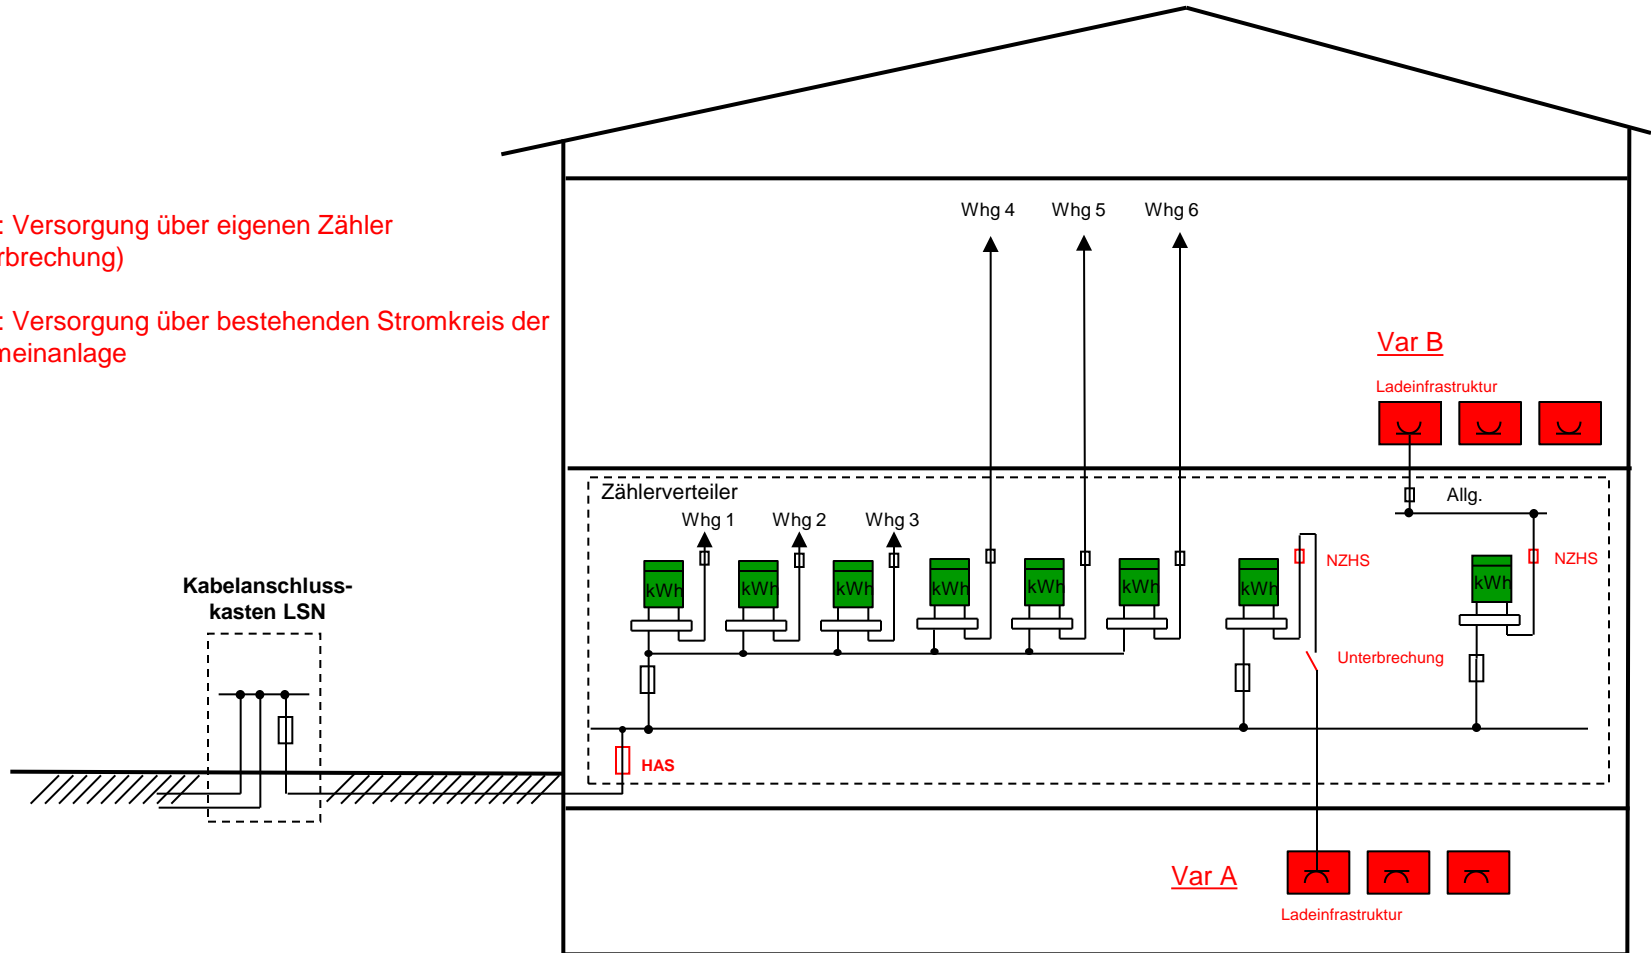 : Versorgung über eigenen Zähler
rbrechung)
: Versorgung über bestehenden Stromkreis der
meinanlage
Whg 4 Whg 5 Whg 6
Var B
Ladeinfrastruktur
Zählerverteiler
Allg.
Whg 1 Whg 2 Whg 3
NZHS
NZHS
kWh kWh kWh kWh kWh kWh kWh kWh
Kabelanschluss-
kasten LSN
Unterbrechung
HAS
Var A
Ladeinfrastruktur